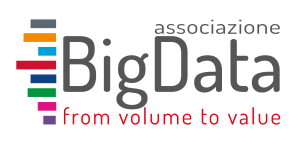 associazione
BigData
from volume to value